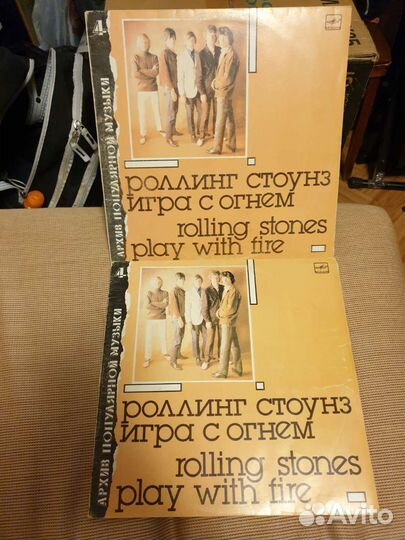 4
АРХИВ ПОПУЛЯРНОЙ МУЗЫКИ
роллинг стоунз
игра с огнем
rolling stones
play with fire
4
АРХИВ ПОПУЛЯРНОЙ МУЗЫКИ
роллинг стоунз
игра с огнем
rolling stones
play with fire
Avito